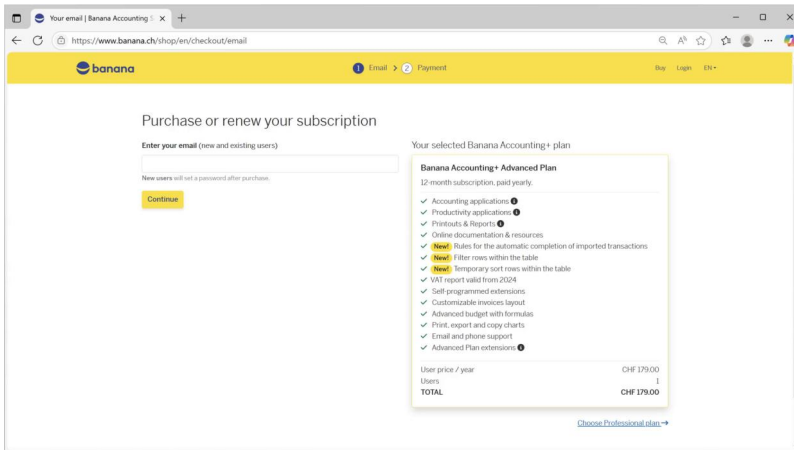 Your email | Banana Accounting S
https://www.banana.ch/shop/en/checkout/email
banana
1 Email > 2 Payment
Buy Login EN
Purchase or renew your subscription
Enter your email (new and existing users)
New users will set a password after purchase.
Continue
Your selected Banana Accounting+ plan
Banana Accounting+ Advanced Plan
12-month subscription, paid yearly.
Accounting applications
Productivity applications
Printouts & Reports
Online documentation & resources
New! Rules for the automatic completion of imported transactions
New! Filter rows within the table
New! Temporary sort rows within the table
VAT report valid from 2024
Self-programmed extensions
Customizable invoices layout
Advanced budget with formulas
Print, export and copy charts
Email and phone support
Advanced Plan extensions
User price / year CHF 179.00
Users 1
TOTAL CHF 179.00
Choose Professional plan→